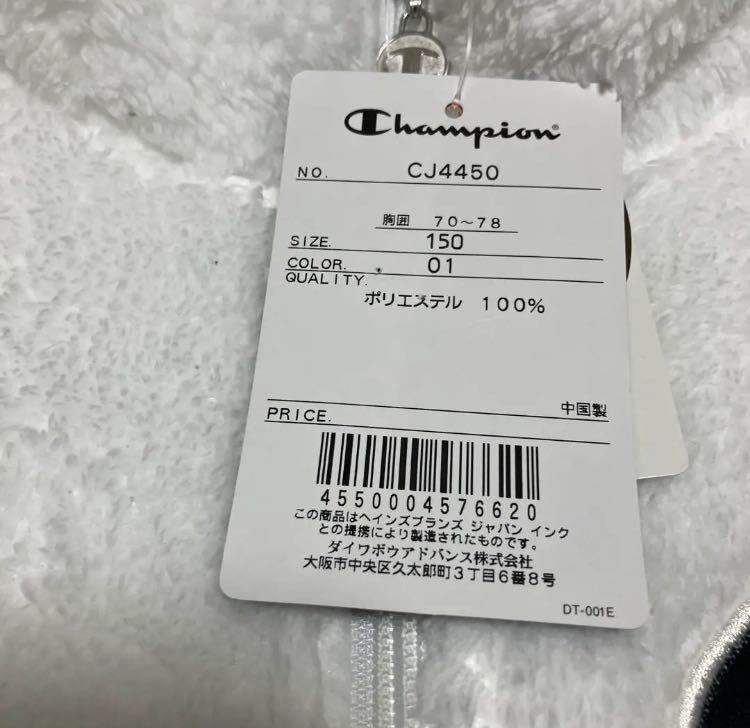 Champion
NO. CJ4450
胸囲 70～78
SIZE. 150
COLOR. 01
QUALITY.
ポリエステル 100%
中国製
PRICE.
4550004576620
この商品はヘインズブランズ ジャパン インク
との提携により製造されたものです。
ダイワボウアドバンス株式会社
大阪市中央区久太郎町3丁目6番8号
DT-001E